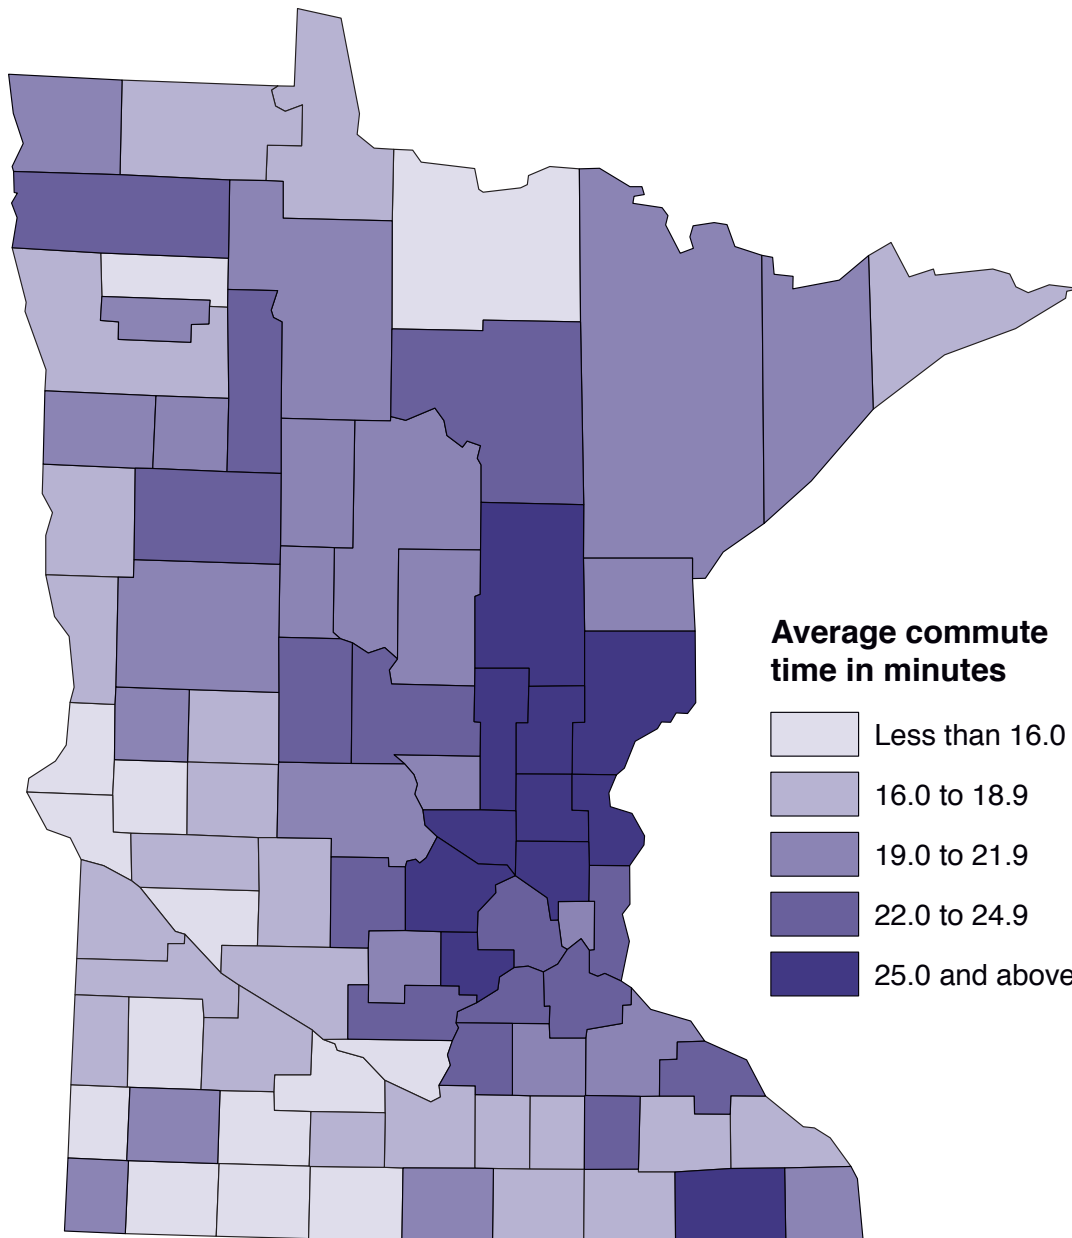 Average commute
time in minutes
Less than 16.0
16.0 to 18.9
19.0 to 21.9
22.0 to 24.9
25.0 and above